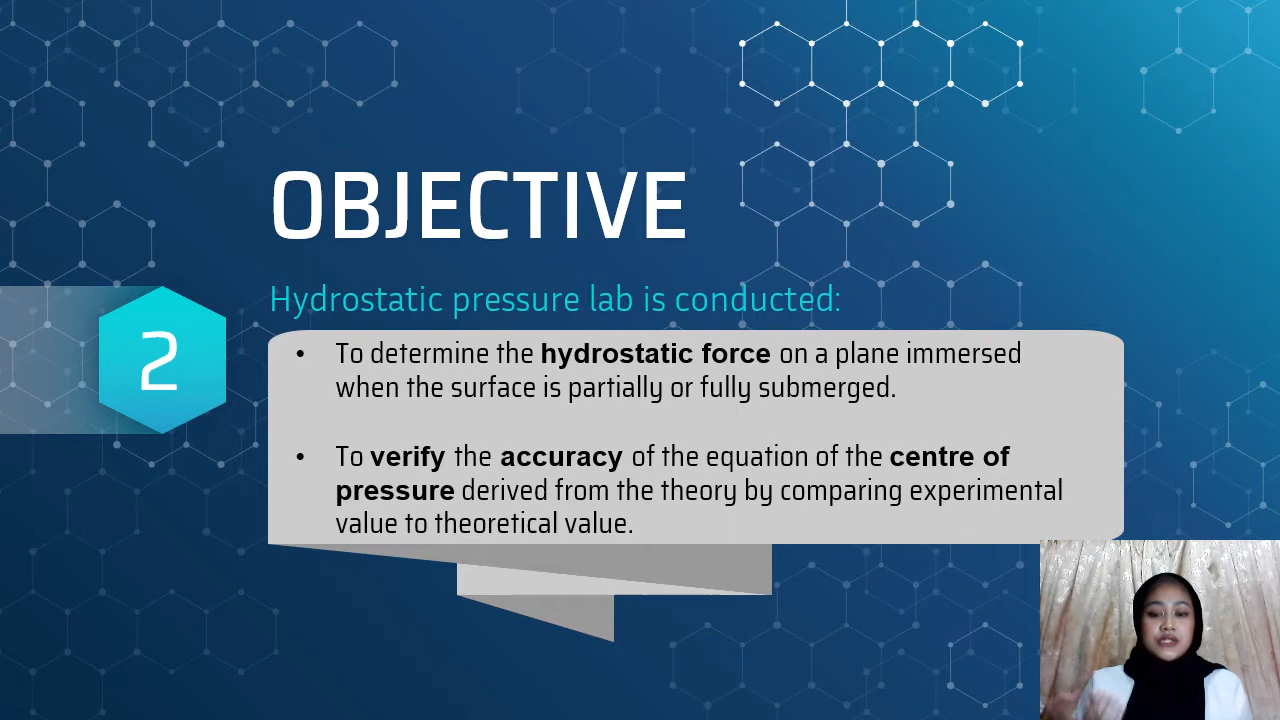 OBJECTIVE
Hydrostatic pressure lab is conducted:
2
• To determine the hydrostatic force on a plane immersed
when the surface is partially or fully submerged.
• To verify the accuracy of the equation of the centre of
pressure derived from the theory by comparing experimental
value to theoretical value.